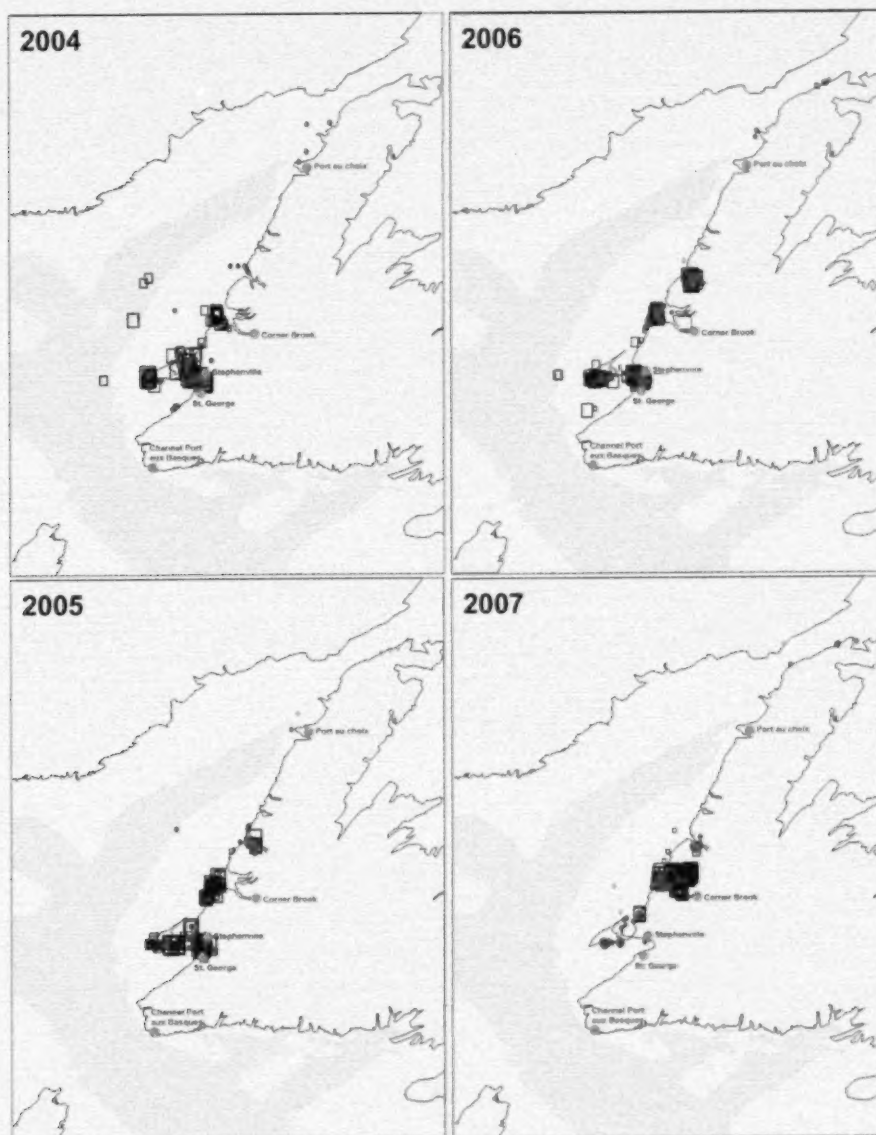 2004
Port au choix
Corner Brook
Stephenville
St. George
Channel Port
aux Basques
2006
Port au choix
Corner Brook
Stephenville
St. George
Channel Port
aux Basques
2005
Port au choix
Corner Brook
Stephenville
St. George
Channel Port
aux Basques
2007
Port au choix
Corner Brook
Stephenville
St. George
Channel Port
aux Basques